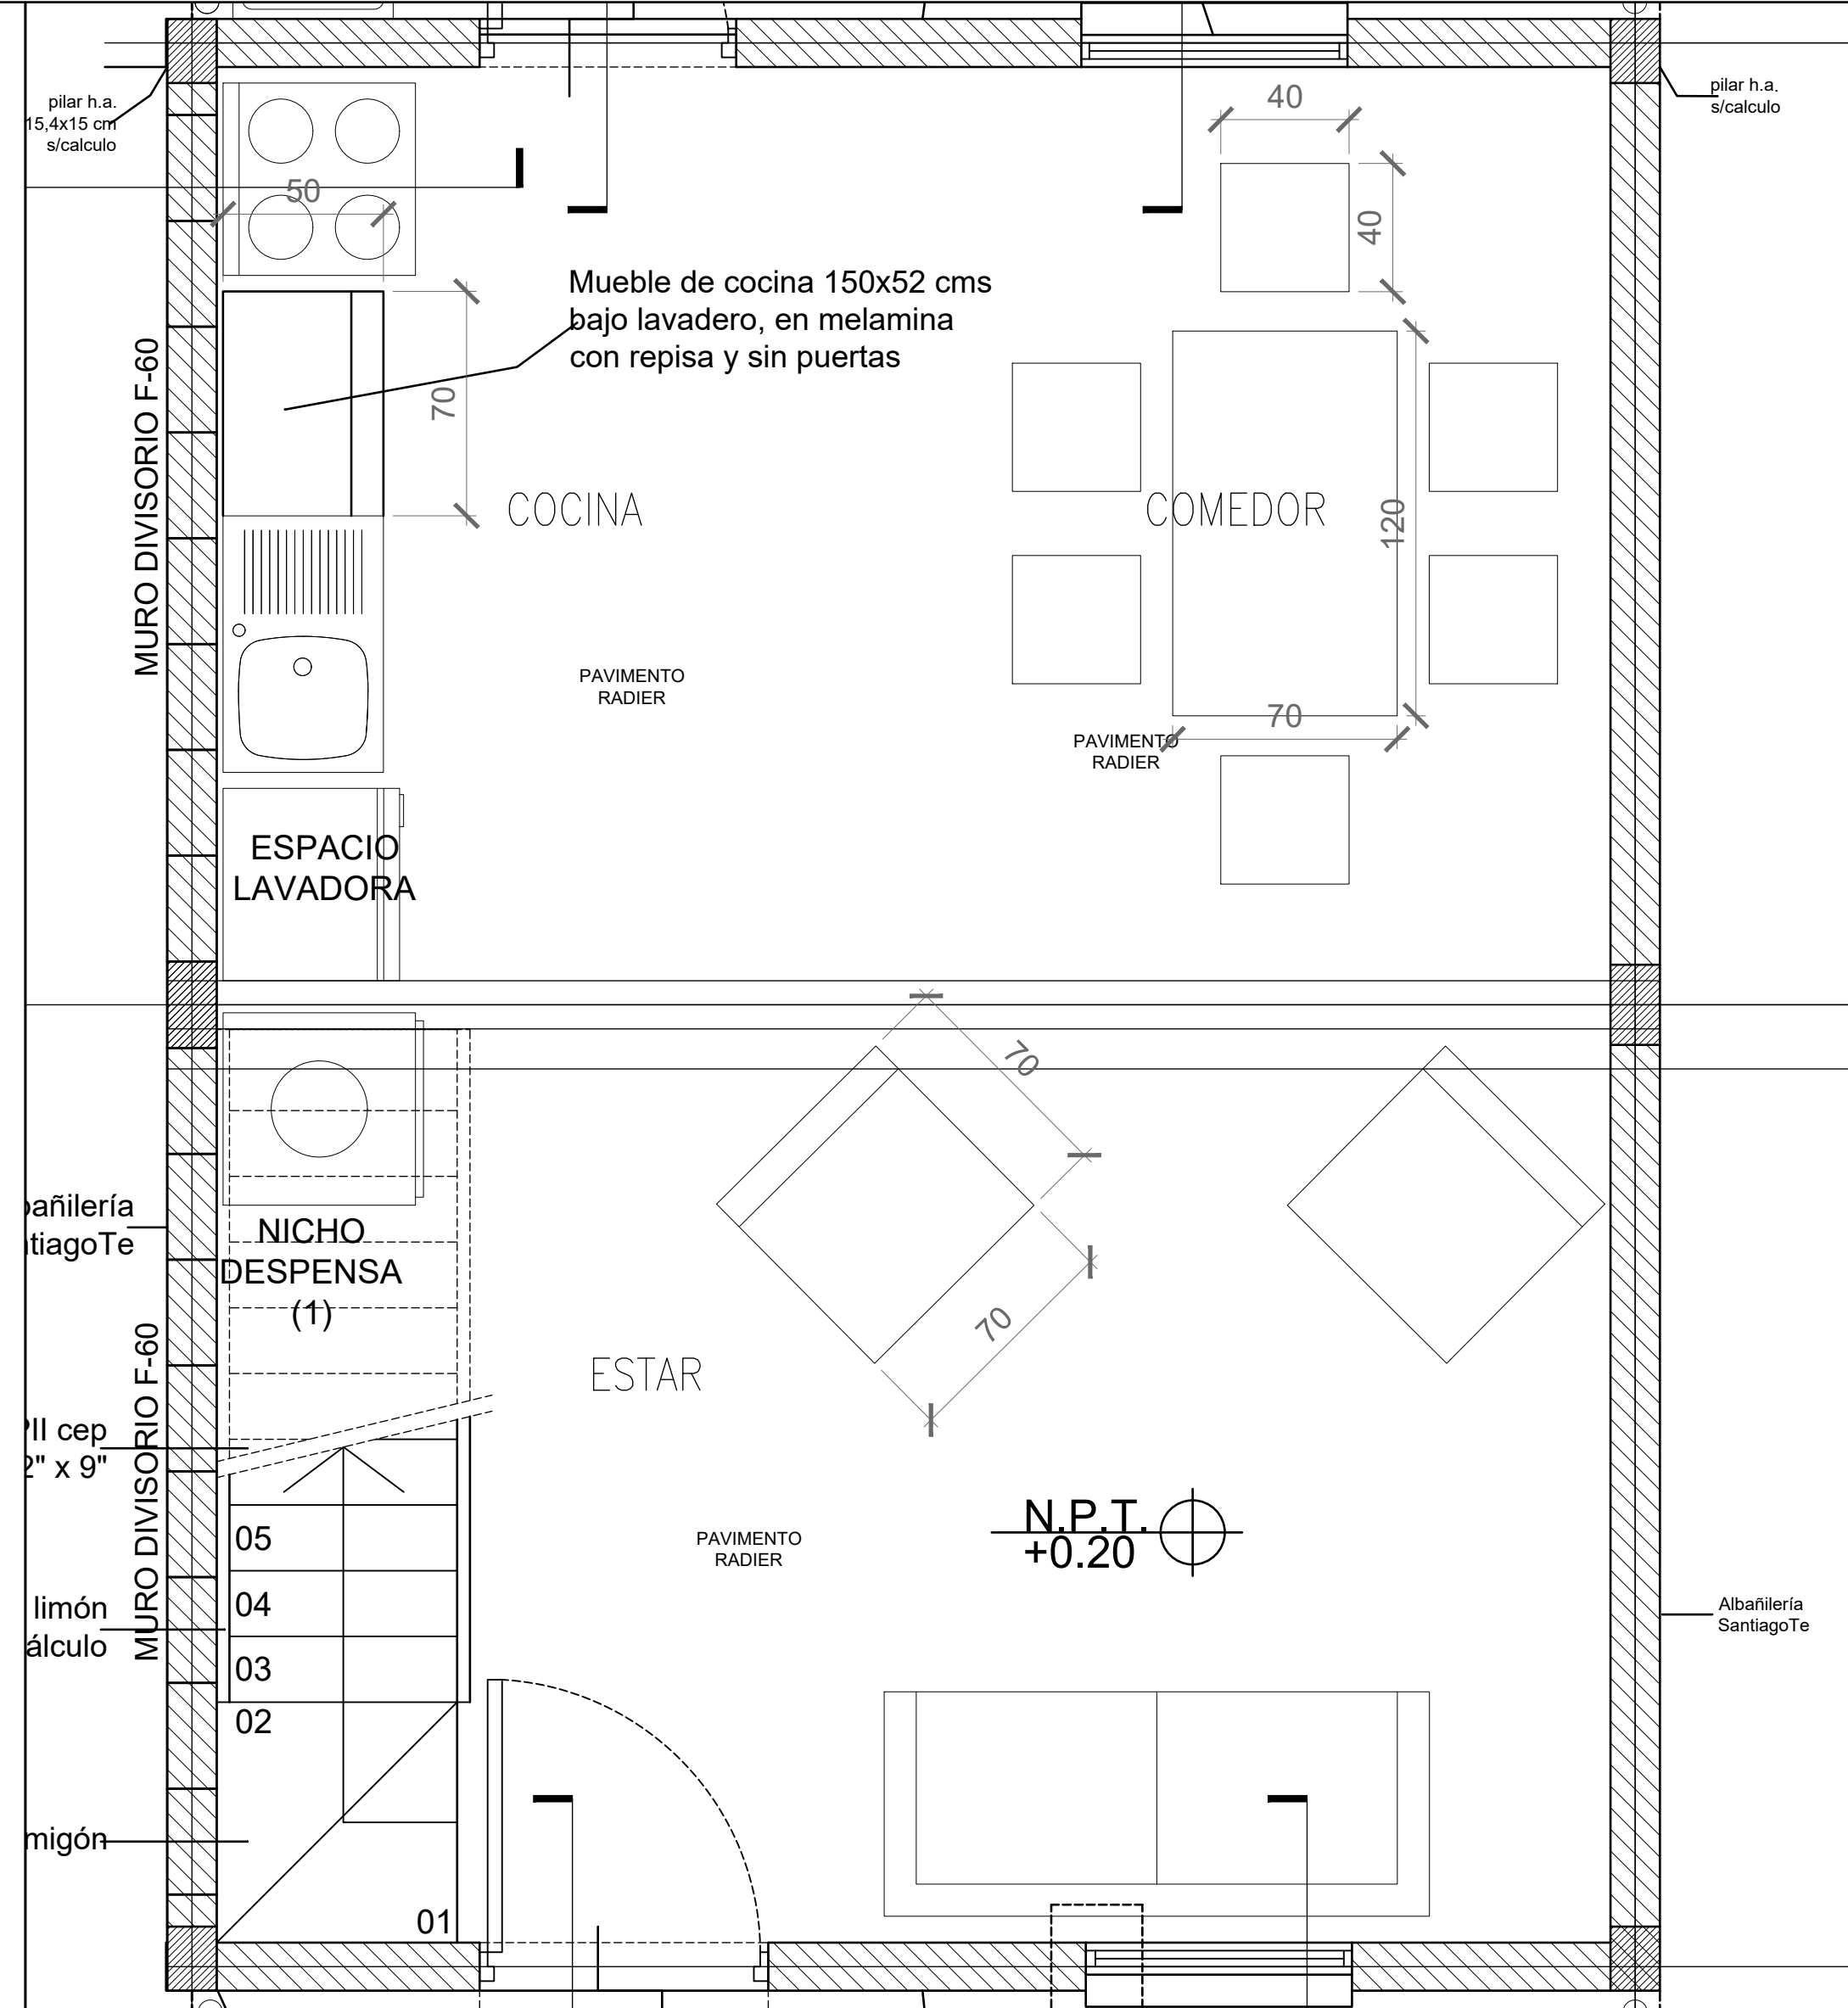 pilar h.a.
15,4x15 cm
s/calculo
pilar h.a.
s/calculo
40
40
50
Mueble de cocina 150x52 cms
bajo lavadero, en melamina
con repisa y sin puertas
70
MURO DIVISORIO F-60
COCINA
COMEDOR
120
PAVIMENTO
RADIER
70
PAVIMENTO
RADIER
ESPACIO
LAVADORA
70
70
NICHO
DESPENSA
(1)
ESTAR
cep
x 9"
MURO DIVISORIO F-60
N.P.T.
+0.20
PAVIMENTO
RADIER
05
04
03
02
01
limón
Albañilería
SantiagoTe